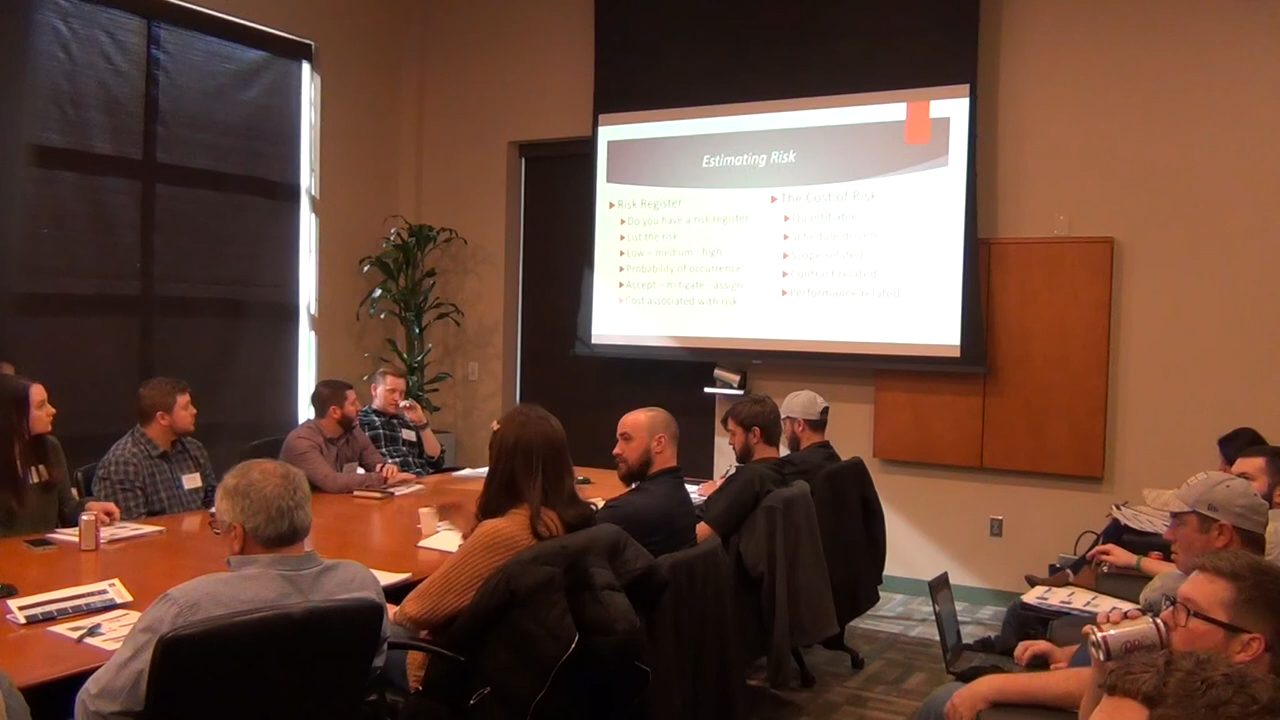 Estimating Risk
Risk Register
Do you have a risk register
List the risk
Low – medium - high
Probability of occurrence
Accept – mitigate - assign
Cost associated with risk
The Cost of Risk
Quantifiable
Schedule driven
Scope related
Contract related
Performance related